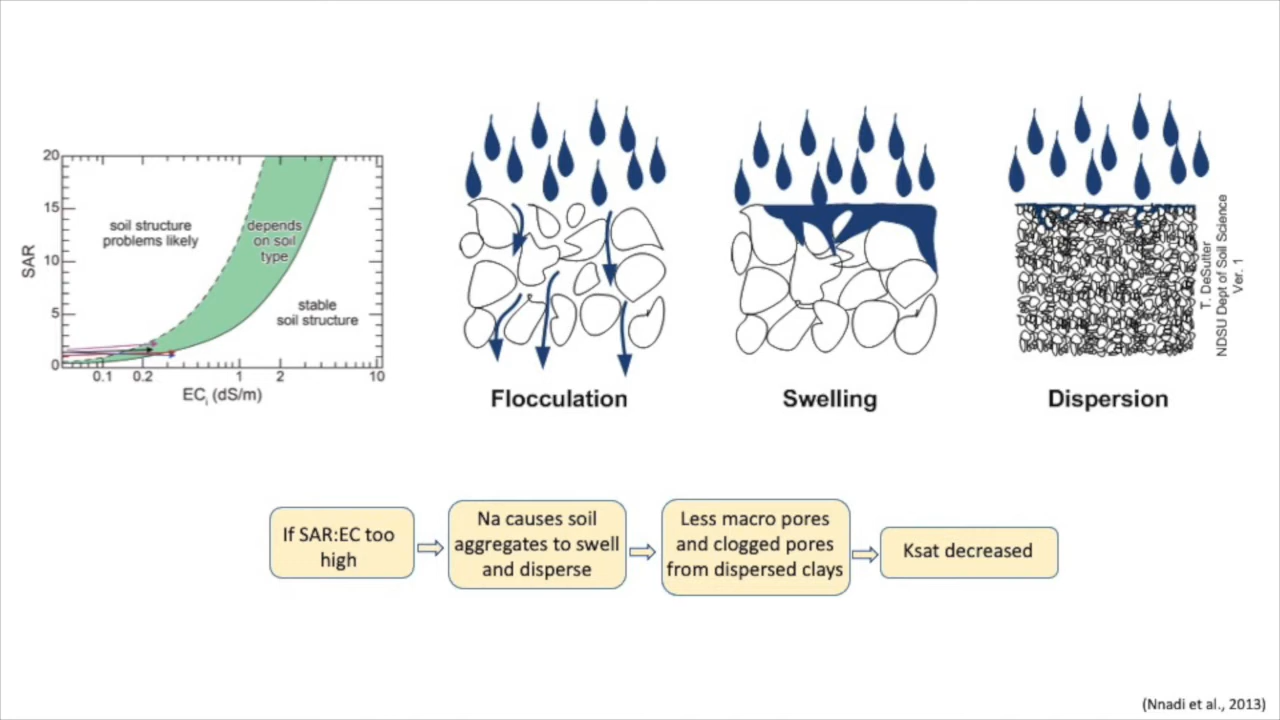 20
15
10
5
0
SAR
0.1
0.2
1
2
10
ECi (dS/m)
soil structure
problems likely
depends
on soil
type
stable
soil structure
Flocculation
Swelling
Dispersion
T. DeSutter
NDSU Dept of Soil Science
Ver. 1
If SAR:EC too
high
Na causes soil
aggregates to swell
and disperse
Less macro pores
and clogged pores
from dispersed clays
Ksat decreased
(Nnadi et al., 2013)